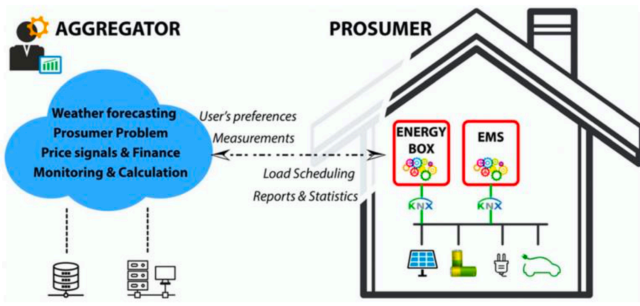 AGGREGATOR
PROSUMER
Weather forecasting
Prosumer Problem
Price signals & Finance
Monitoring & Calculation
User's preferences
Measurements
Load Scheduling
Reports & Statistics
ENERGY
BOX
EMS
KNX
KNX